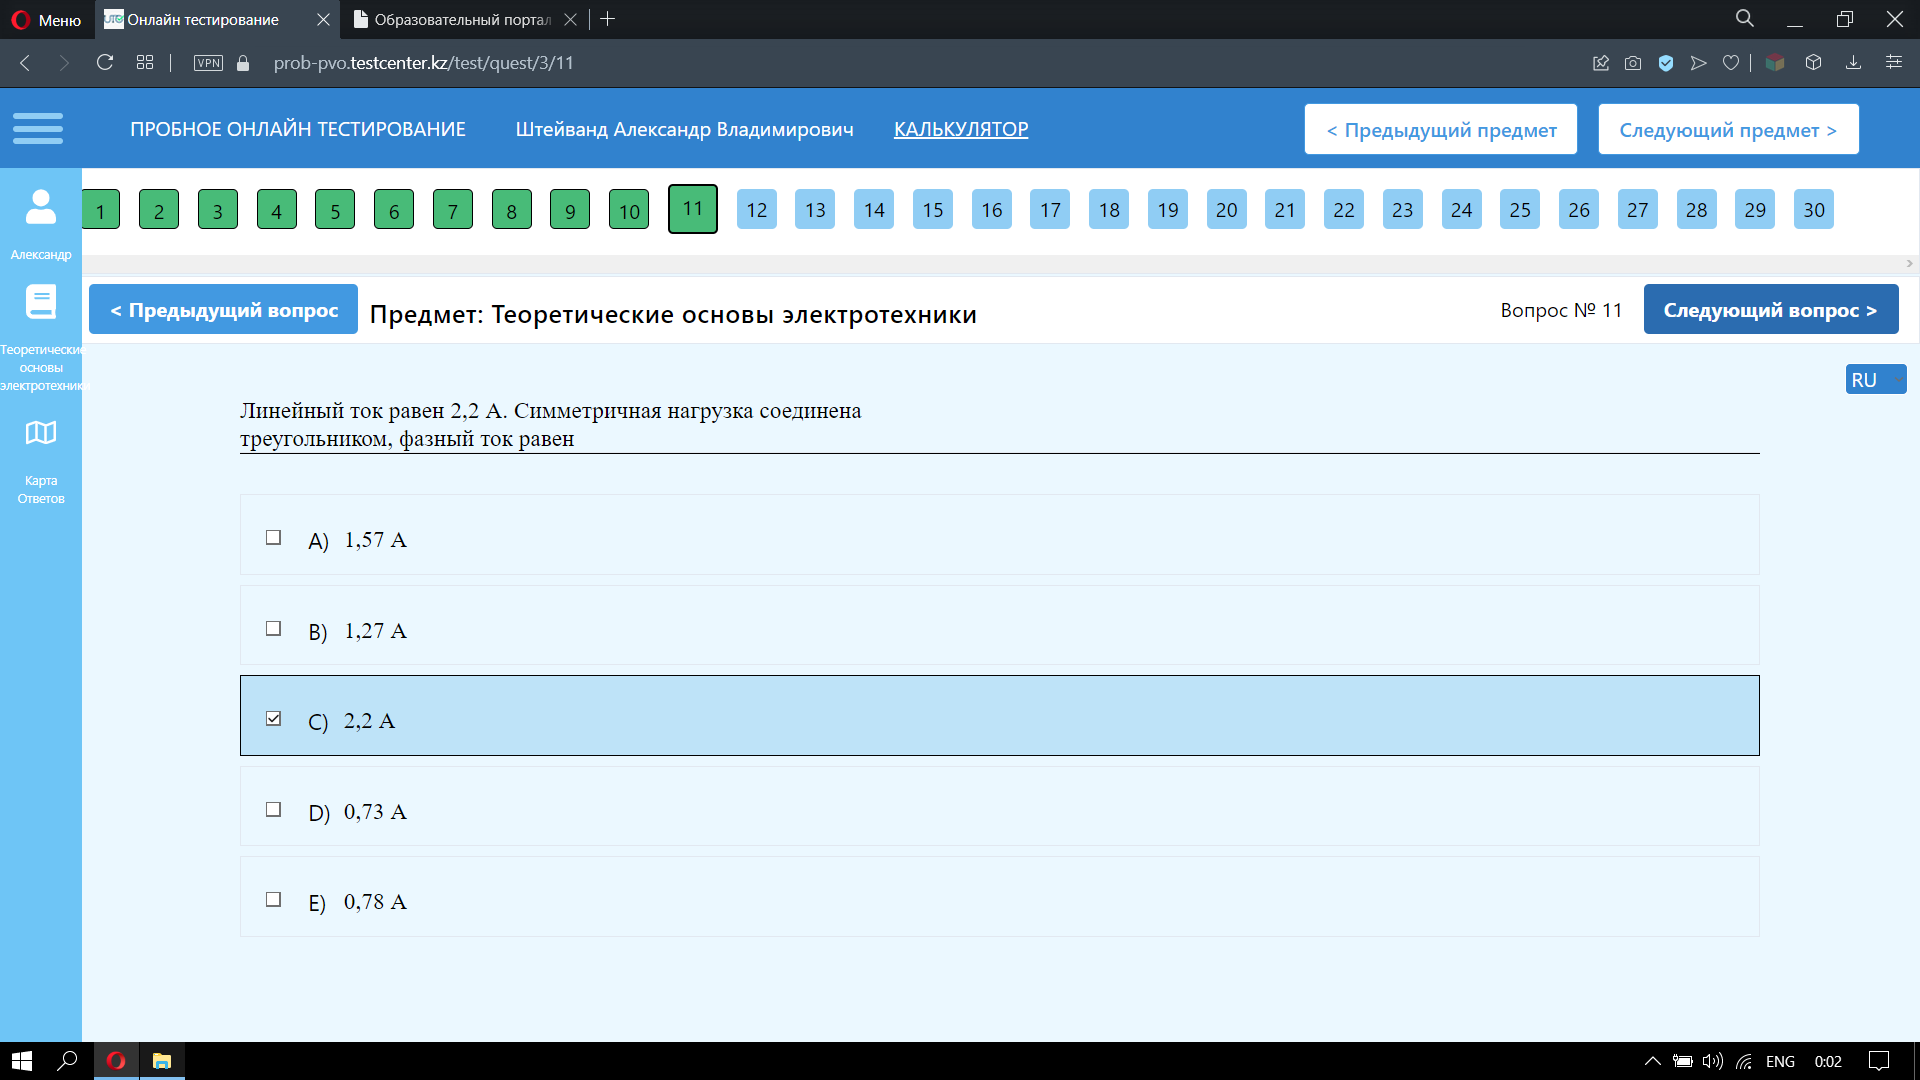 Меню
Онлайн тестирование
Образовательный портал
VPN
prob-pvo.testcenter.kz/test/quest/3/11
ПРОБНОЕ ОНЛАЙН ТЕСТИРОВАНИЕ
Штейванд Александр Владимирович
КАЛЬКУЛЯТОР
< Предыдущий предмет
Следующий предмет >
1 2 3 4 5 6 7 8 9 10 11 12 13 14 15 16 17 18 19 20 21 22 23 24 25 26 27 28 29 30
Александр
Теоретические
основы
электротехники
Карта
Ответов
< Предыдущий вопрос
Предмет: Теоретические основы электротехники
Вопрос № 11
Следующий вопрос >
RU
Линейный ток равен 2,2 А. Симметричная нагрузка соединена
треугольником, фазный ток равен
A) 1,57 А
B) 1,27 А
C) 2,2 А
D) 0,73 А
E) 0,78 А
ENG
0:02